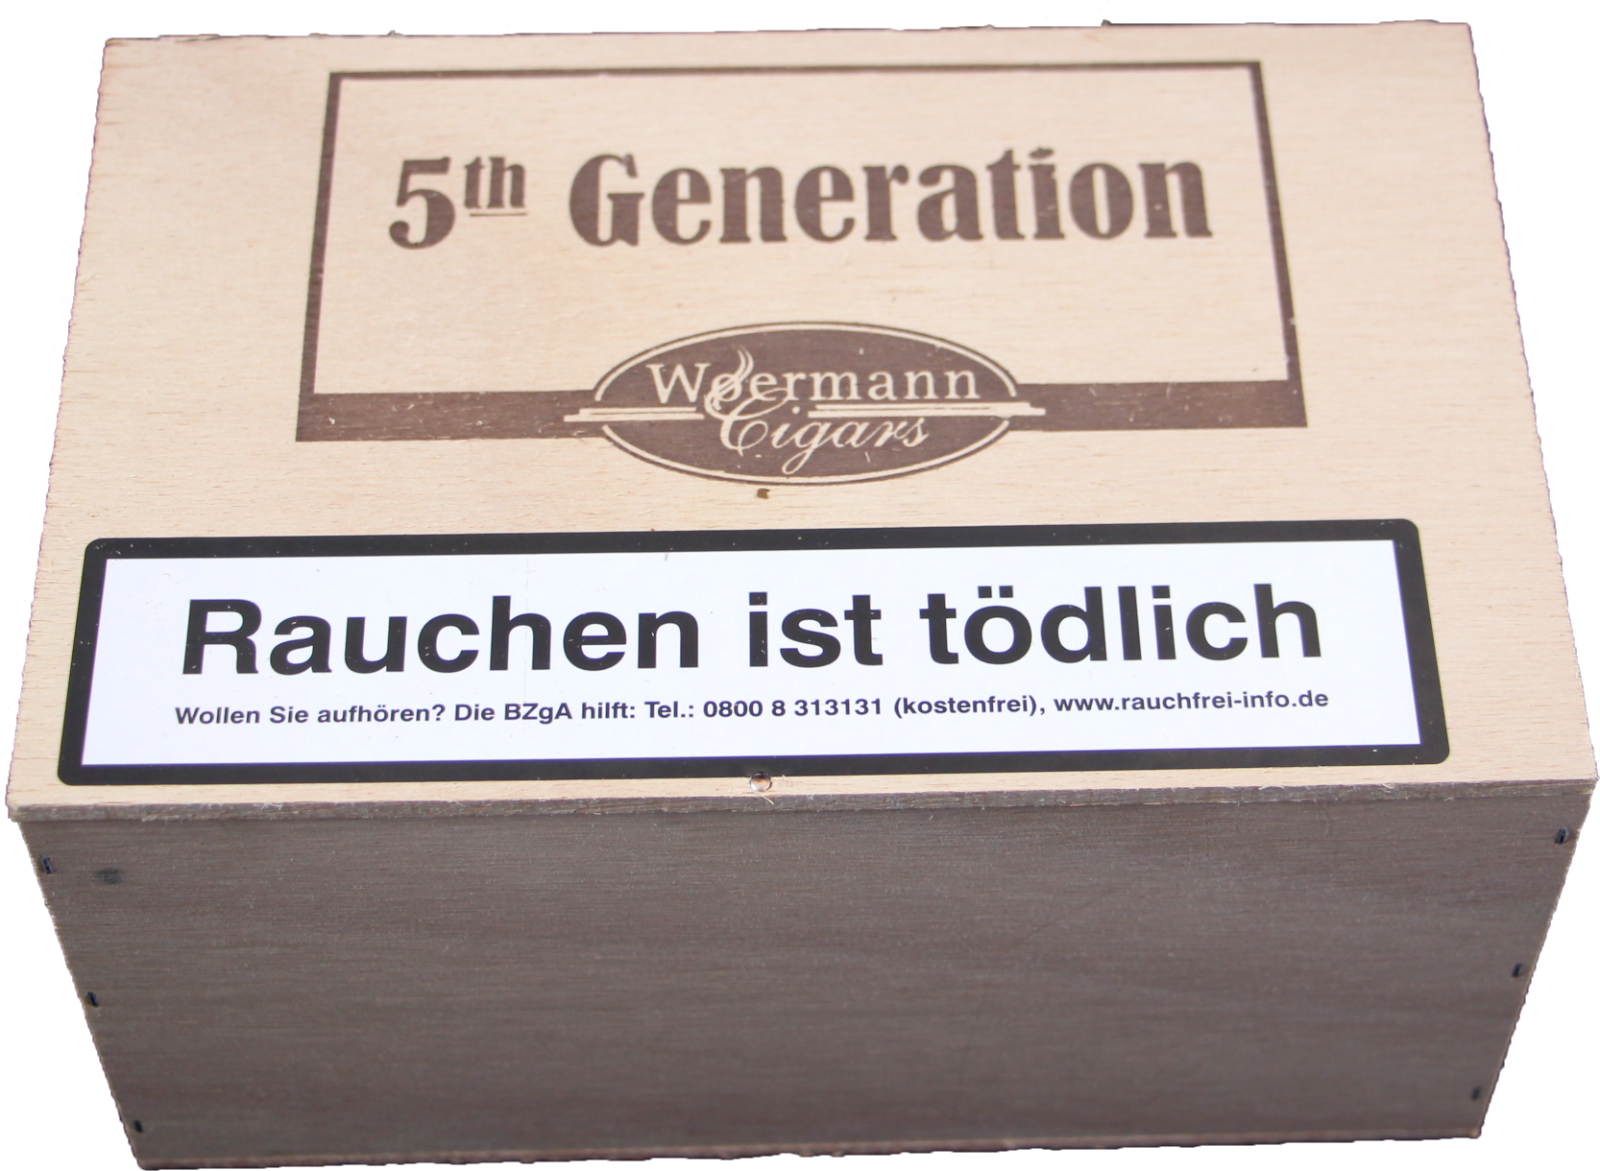 5th Generation
Woermann
Cigars
Rauchen ist tödlich
Wollen Sie aufhören? Die BZgA hilft: Tel.: 0800 8 313131 (kostenfrei), www.rauchfrei-info.de